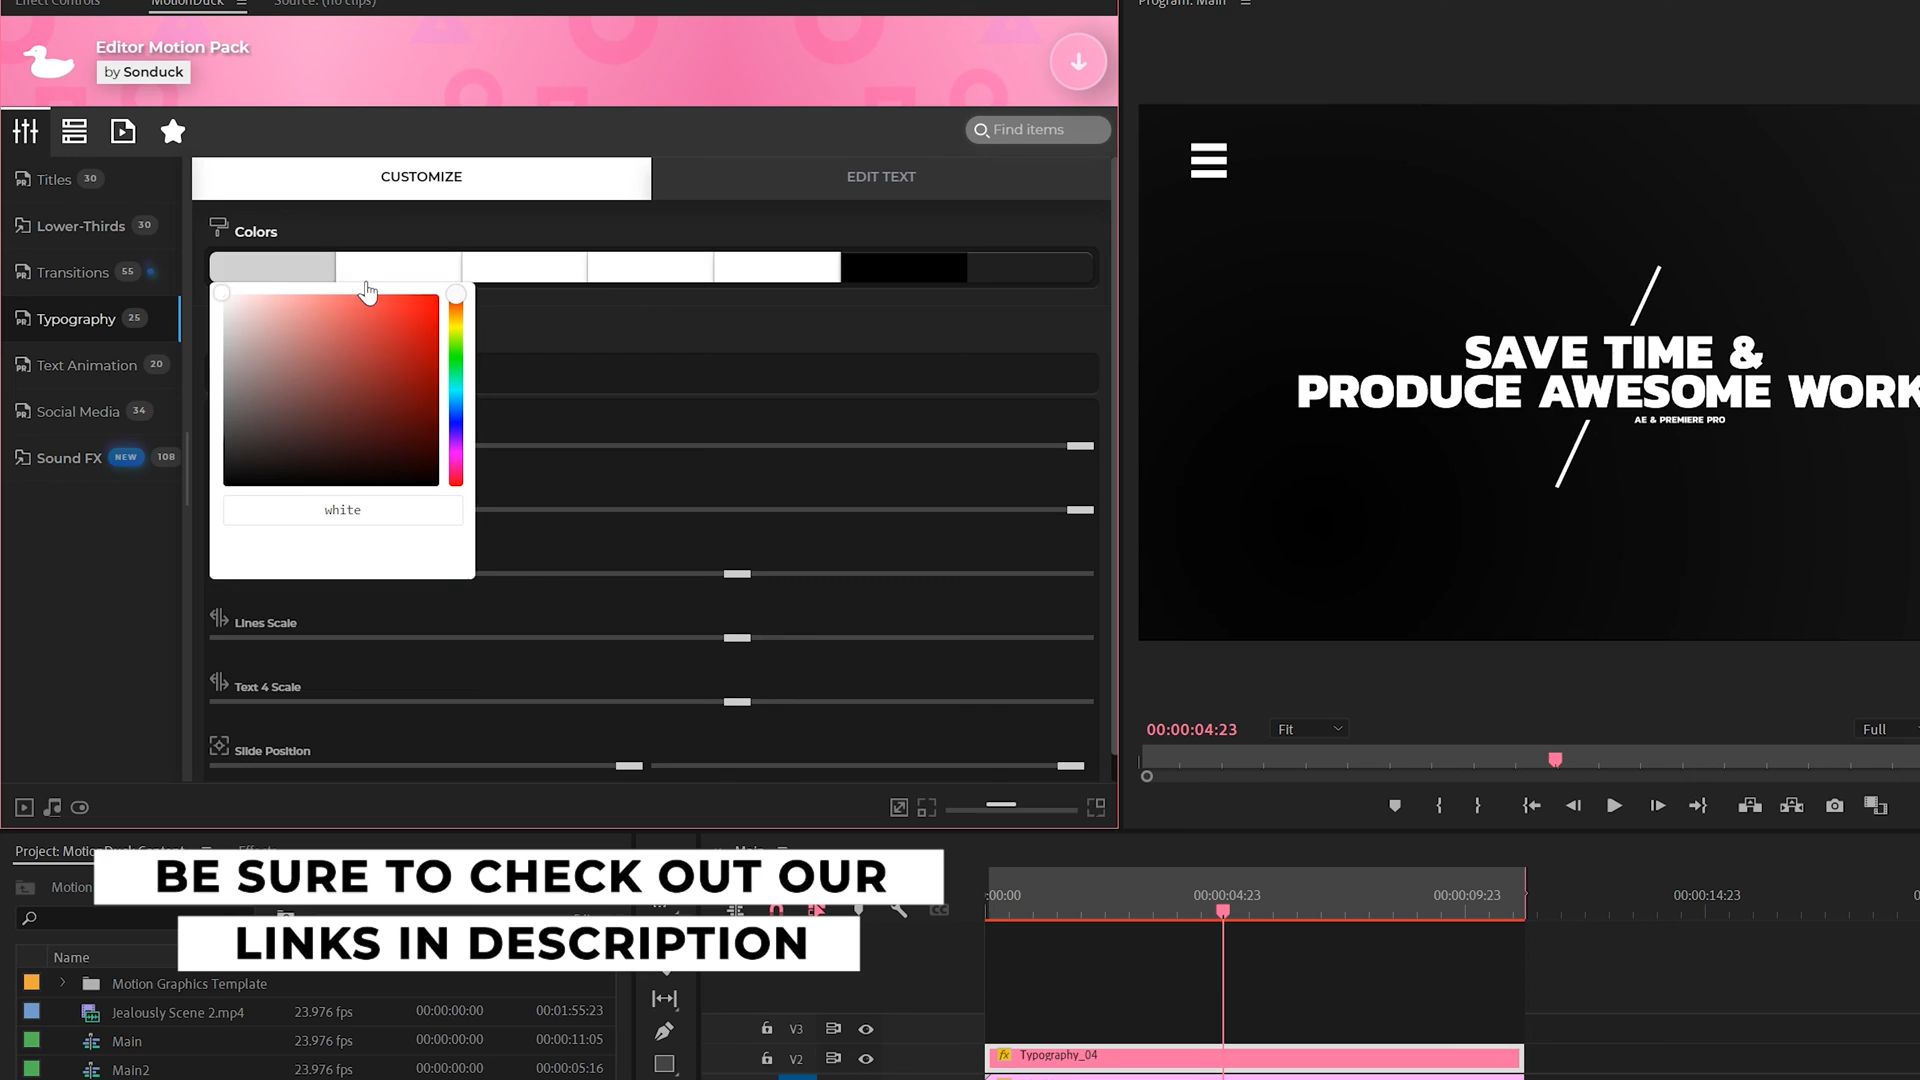 Effect Controls
MotionDuck
Source: (no clips)
Program: Main
Editor Motion Pack
by Sonduck
Find items
Titles 30
Lower-Thirds 30
Transitions 55
Typography 25
Text Animation 20
Social Media 34
Sound FX NEW 108
CUSTOMIZE
EDIT TEXT
Colors
white
Lines Scale
Text 4 Scale
Slide Position
SAVE TIME &
PRODUCE AWESOME WORK
AE & PREMIERE PRO
00:00:04:23
Fit
Full
Project: MotionDuck Content
Effects
Main
Motion
BE SURE TO CHECK OUT OUR
LINKS IN DESCRIPTION
:00:00
00:00:04:23
00:00:09:23
00:00:14:23
Name
Motion Graphics Template
Jealously Scene 2.mp4 23.976 fps 00:00:00:00 00:01:55:23
Main 23.976 fps 00:00:00:00 00:00:11:05
Main2 23.976 fps 00:00:00:00 00:00:05:16
V3
V2
fx Typography_04